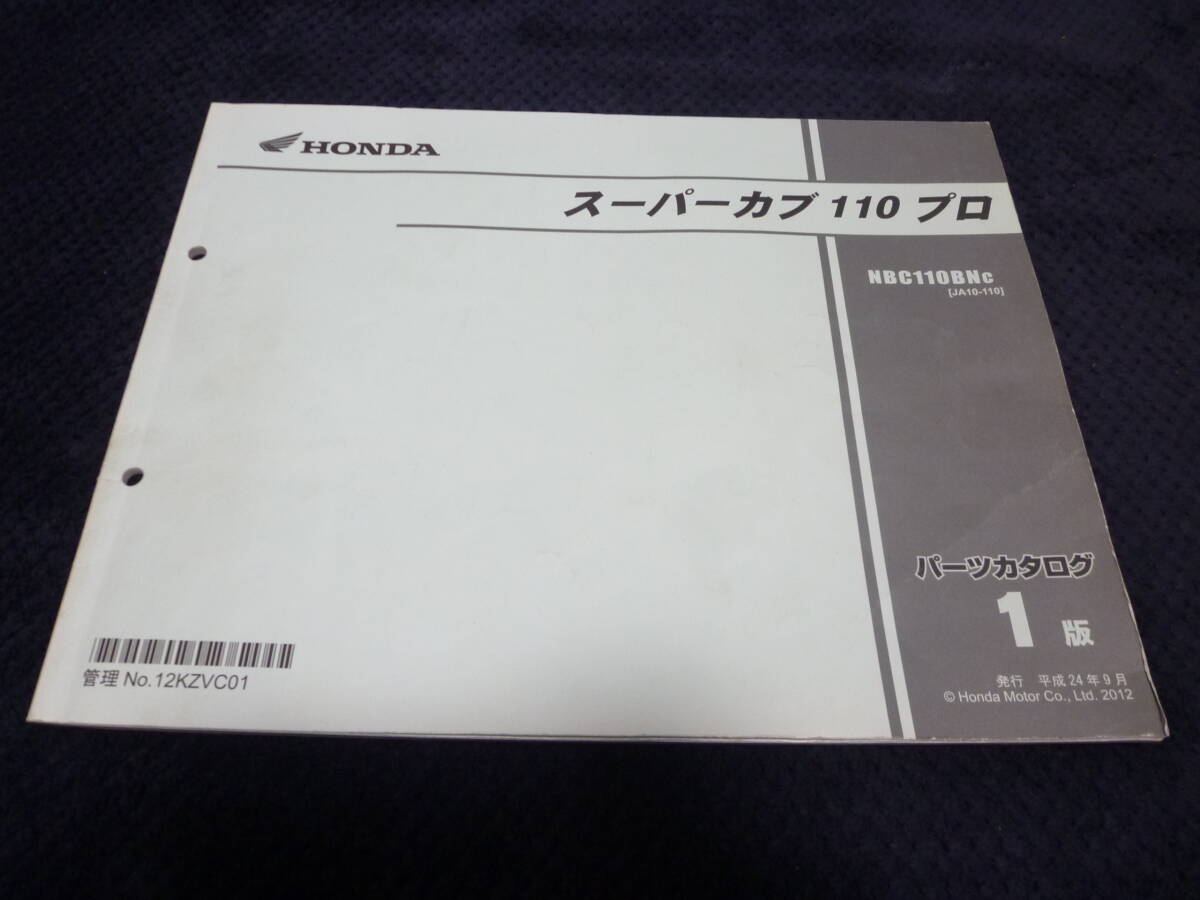 HONDA
スーパーカブ 110 プロ
NBC110BNC
[JA10-110]
パーツカタログ
1版
発行 平成24年9月
© Honda Motor Co., Ltd. 2012
管理 No.12KZVC01